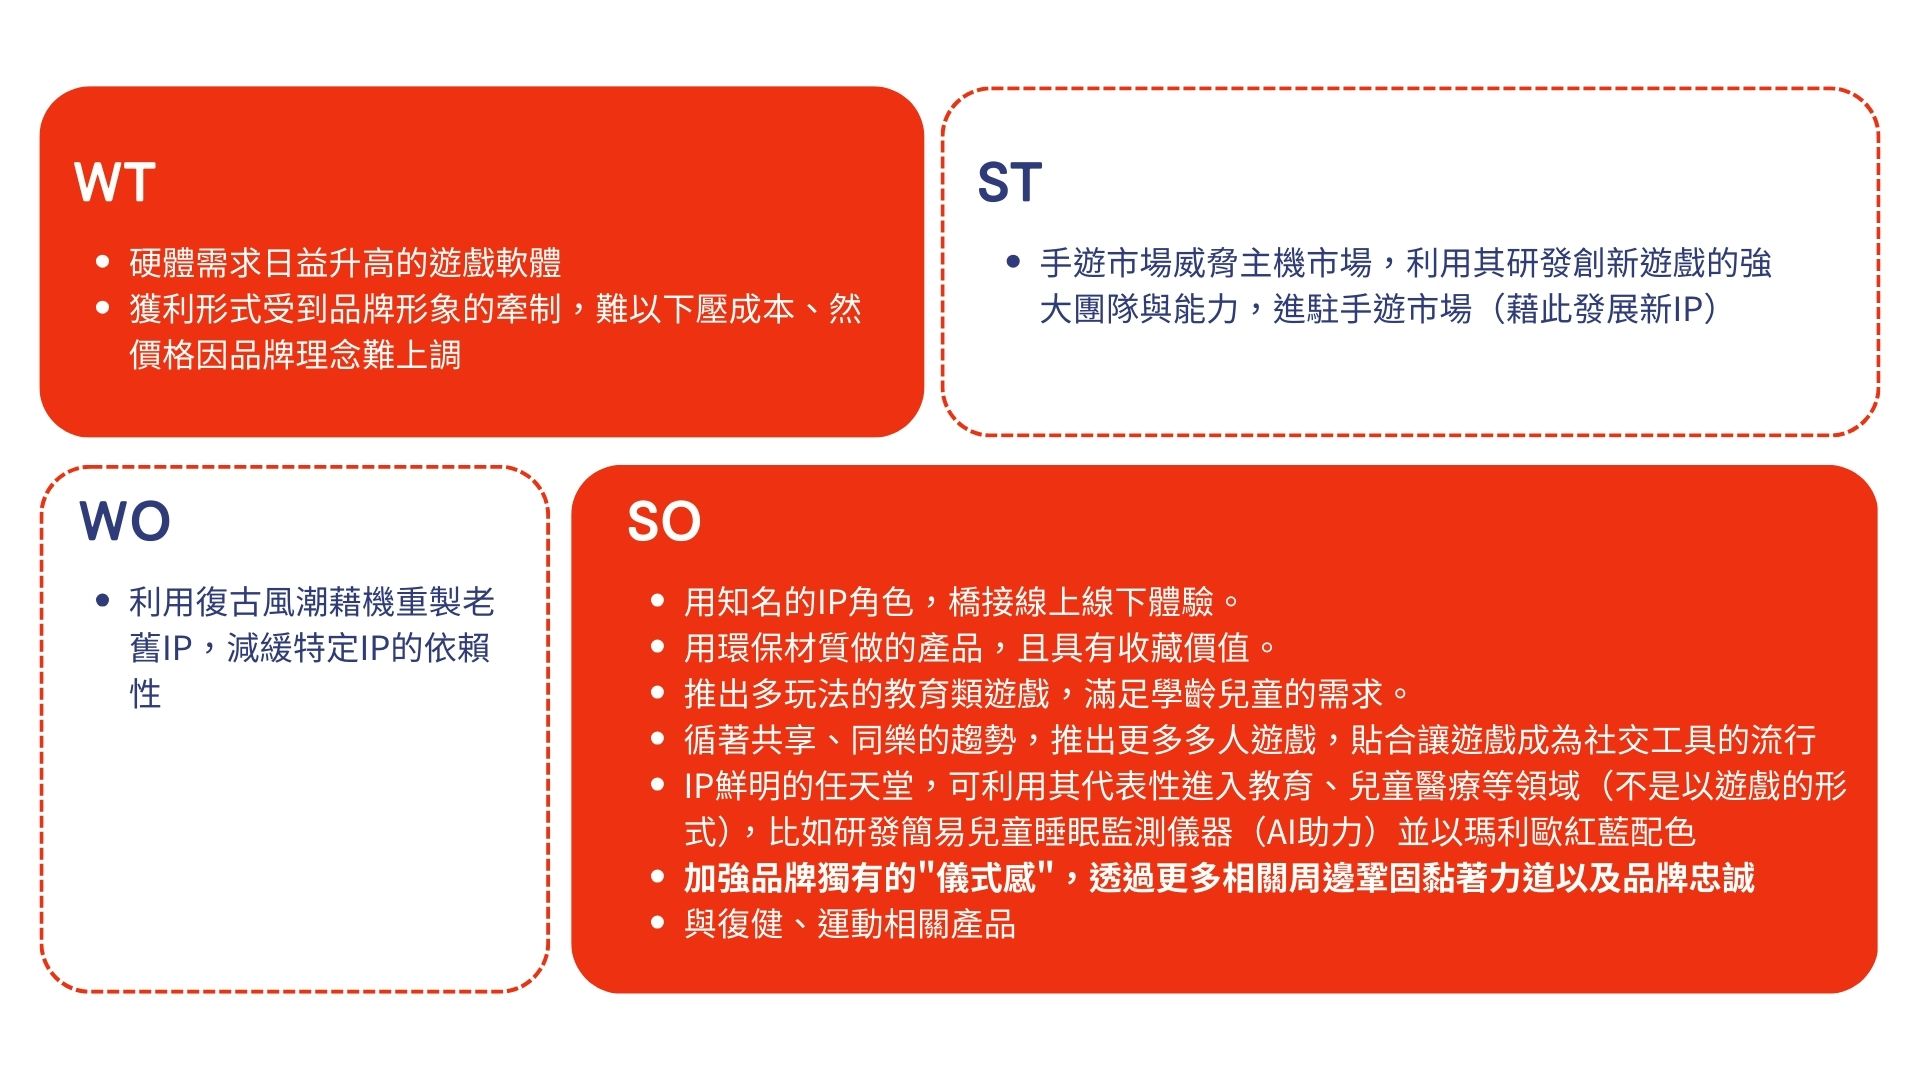 WT
硬體需求日益升高的遊戲軟體
獲利形式受到品牌形象的牽制，難以下壓成本、然
價格因品牌理念難上調
ST
手遊市場威脅主機市場，利用其研發創新遊戲的強
大團隊與能力，進駐手遊市場（藉此發展新IP）
WO
利用復古風潮藉機重製老
舊IP，減緩特定IP的依賴
性
SO
用知名的IP角色，橋接線上線下體驗。
用環保材質做的產品，且具有收藏價值。
推出多玩法的教育類遊戲，滿足學齡兒童的需求。
循著共享、同樂的趨勢，推出更多多人遊戲，貼合讓遊戲成為社交工具的流行
IP鮮明的任天堂，可利用其代表性進入教育、兒童醫療等領域（不是以遊戲的形
式），比如研發簡易兒童睡眠監測儀器（AI助力）並以瑪利歐紅藍配色
加強品牌獨有的"儀式感"，透過更多相關周邊鞏固黏著力道以及品牌忠誠
與復健、運動相關產品